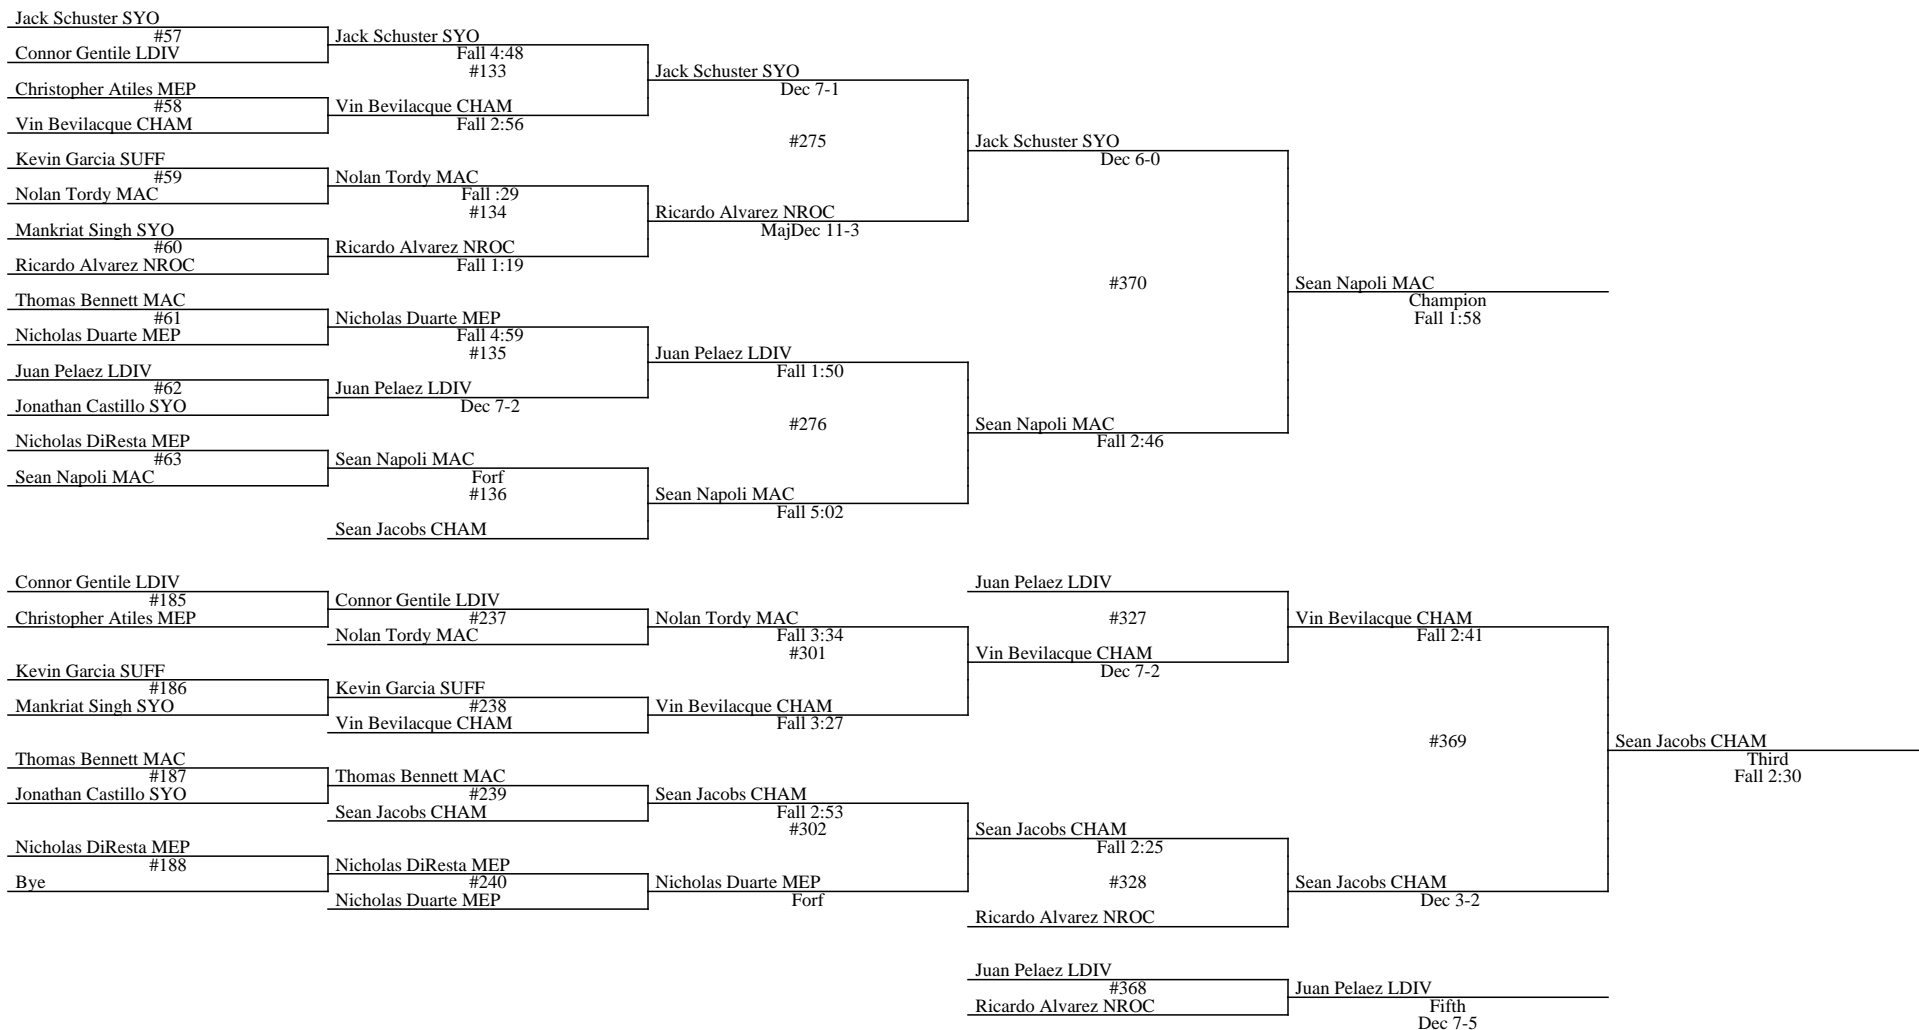 Jack Schuster SYO
#57
Connor Gentile LDIV
Jack Schuster SYO
Fall 4:48
#133
Christopher Atiles MEP
#58
Vin Bevilacque CHAM
Vin Bevilacque CHAM
Fall 2:56
Jack Schuster SYO
Dec 7-1
#275
Kevin Garcia SUFF
#59
Nolan Tordy MAC
Nolan Tordy MAC
Fall :29
#134
Mankriat Singh SYO
#60
Ricardo Alvarez NROC
Ricardo Alvarez NROC
Fall 1:19
Ricardo Alvarez NROC
MajDec 11-3
Jack Schuster SYO
Dec 6-0
#370
Thomas Bennett MAC
#61
Nicholas Duarte MEP
Nicholas Duarte MEP
Fall 4:59
#135
Juan Pelaez LDIV
#62
Jonathan Castillo SYO
Juan Pelaez LDIV
Dec 7-2
Juan Pelaez LDIV
Fall 1:50
#276
Nicholas DiResta MEP
#63
Sean Napoli MAC
Sean Napoli MAC
Forf
#136
Sean Jacobs CHAM
Sean Napoli MAC
Fall 5:02
Sean Napoli MAC
Fall 2:46
Sean Napoli MAC
Champion
Fall 1:58
Connor Gentile LDIV
#185
Christopher Atiles MEP
Connor Gentile LDIV
#237
Nolan Tordy MAC
Nolan Tordy MAC
Fall 3:34
#301
Kevin Garcia SUFF
#186
Mankriat Singh SYO
Kevin Garcia SUFF
#238
Vin Bevilacque CHAM
Vin Bevilacque CHAM
Fall 3:27
Juan Pelaez LDIV
#327
Vin Bevilacque CHAM
Dec 7-2
Vin Bevilacque CHAM
Fall 2:41
#369
Thomas Bennett MAC
#187
Jonathan Castillo SYO
Thomas Bennett MAC
#239
Sean Jacobs CHAM
Sean Jacobs CHAM
Fall 2:53
#302
Nicholas DiResta MEP
#188
Bye
Nicholas DiResta MEP
#240
Nicholas Duarte MEP
Nicholas Duarte MEP
Forf
Sean Jacobs CHAM
Fall 2:25
#328
Ricardo Alvarez NROC
Sean Jacobs CHAM
Dec 3-2
Sean Jacobs CHAM
Third
Fall 2:30
Juan Pelaez LDIV
#368
Ricardo Alvarez NROC
Juan Pelaez LDIV
Fifth
Dec 7-5